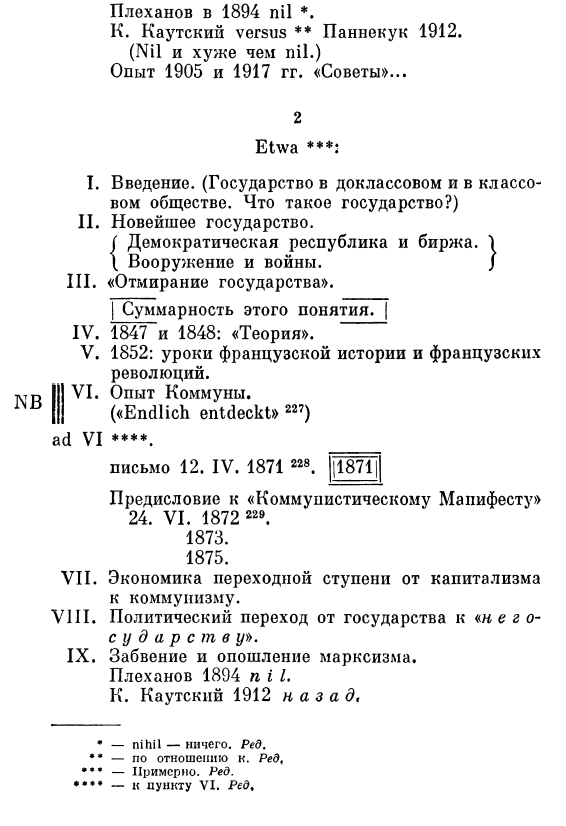 Плеханов в 1894 nil *.
К. Каутский versus ** Паннекук 1912.
(Nil и хуже чем nil.)
Опыт 1905 и 1917 гг. «Советы»...
2
Etwa ***:
I. Введение. (Государство в доклассовом и в классо-
вом обществе. Что такое государство?)
II. Новейшее государство.
{ Демократическая республика и биржа. }
{ Вооружение и войны. }
III. «Отмирание государства».
| Суммарность этого понятия. |
IV. 1847 и 1848: «Теория».
V. 1852: уроки французской истории и французских
революций.
NB ||| VI. Опыт Коммуны.
(«Endlich entdeckt» 227)
ad VI ****.
письмо 12. IV. 1871 228. ||1871||
Предисловие к «Коммунистическому Манифесту»
24. VI. 1872 229.
1873.
1875.
VII. Экономика переходной ступени от капитализма
к коммунизму.
VIII. Политический переход от государства к «него-
сударству».
IX. Забвение и опошление марксизма.
Плеханов 1894 nil.
К. Каутский 1912 назад.
* — nihil — ничего. Ред.
** — по отношению к. Ред.
*** — Примерно. Ред.
**** — к пункту VI. Ред.